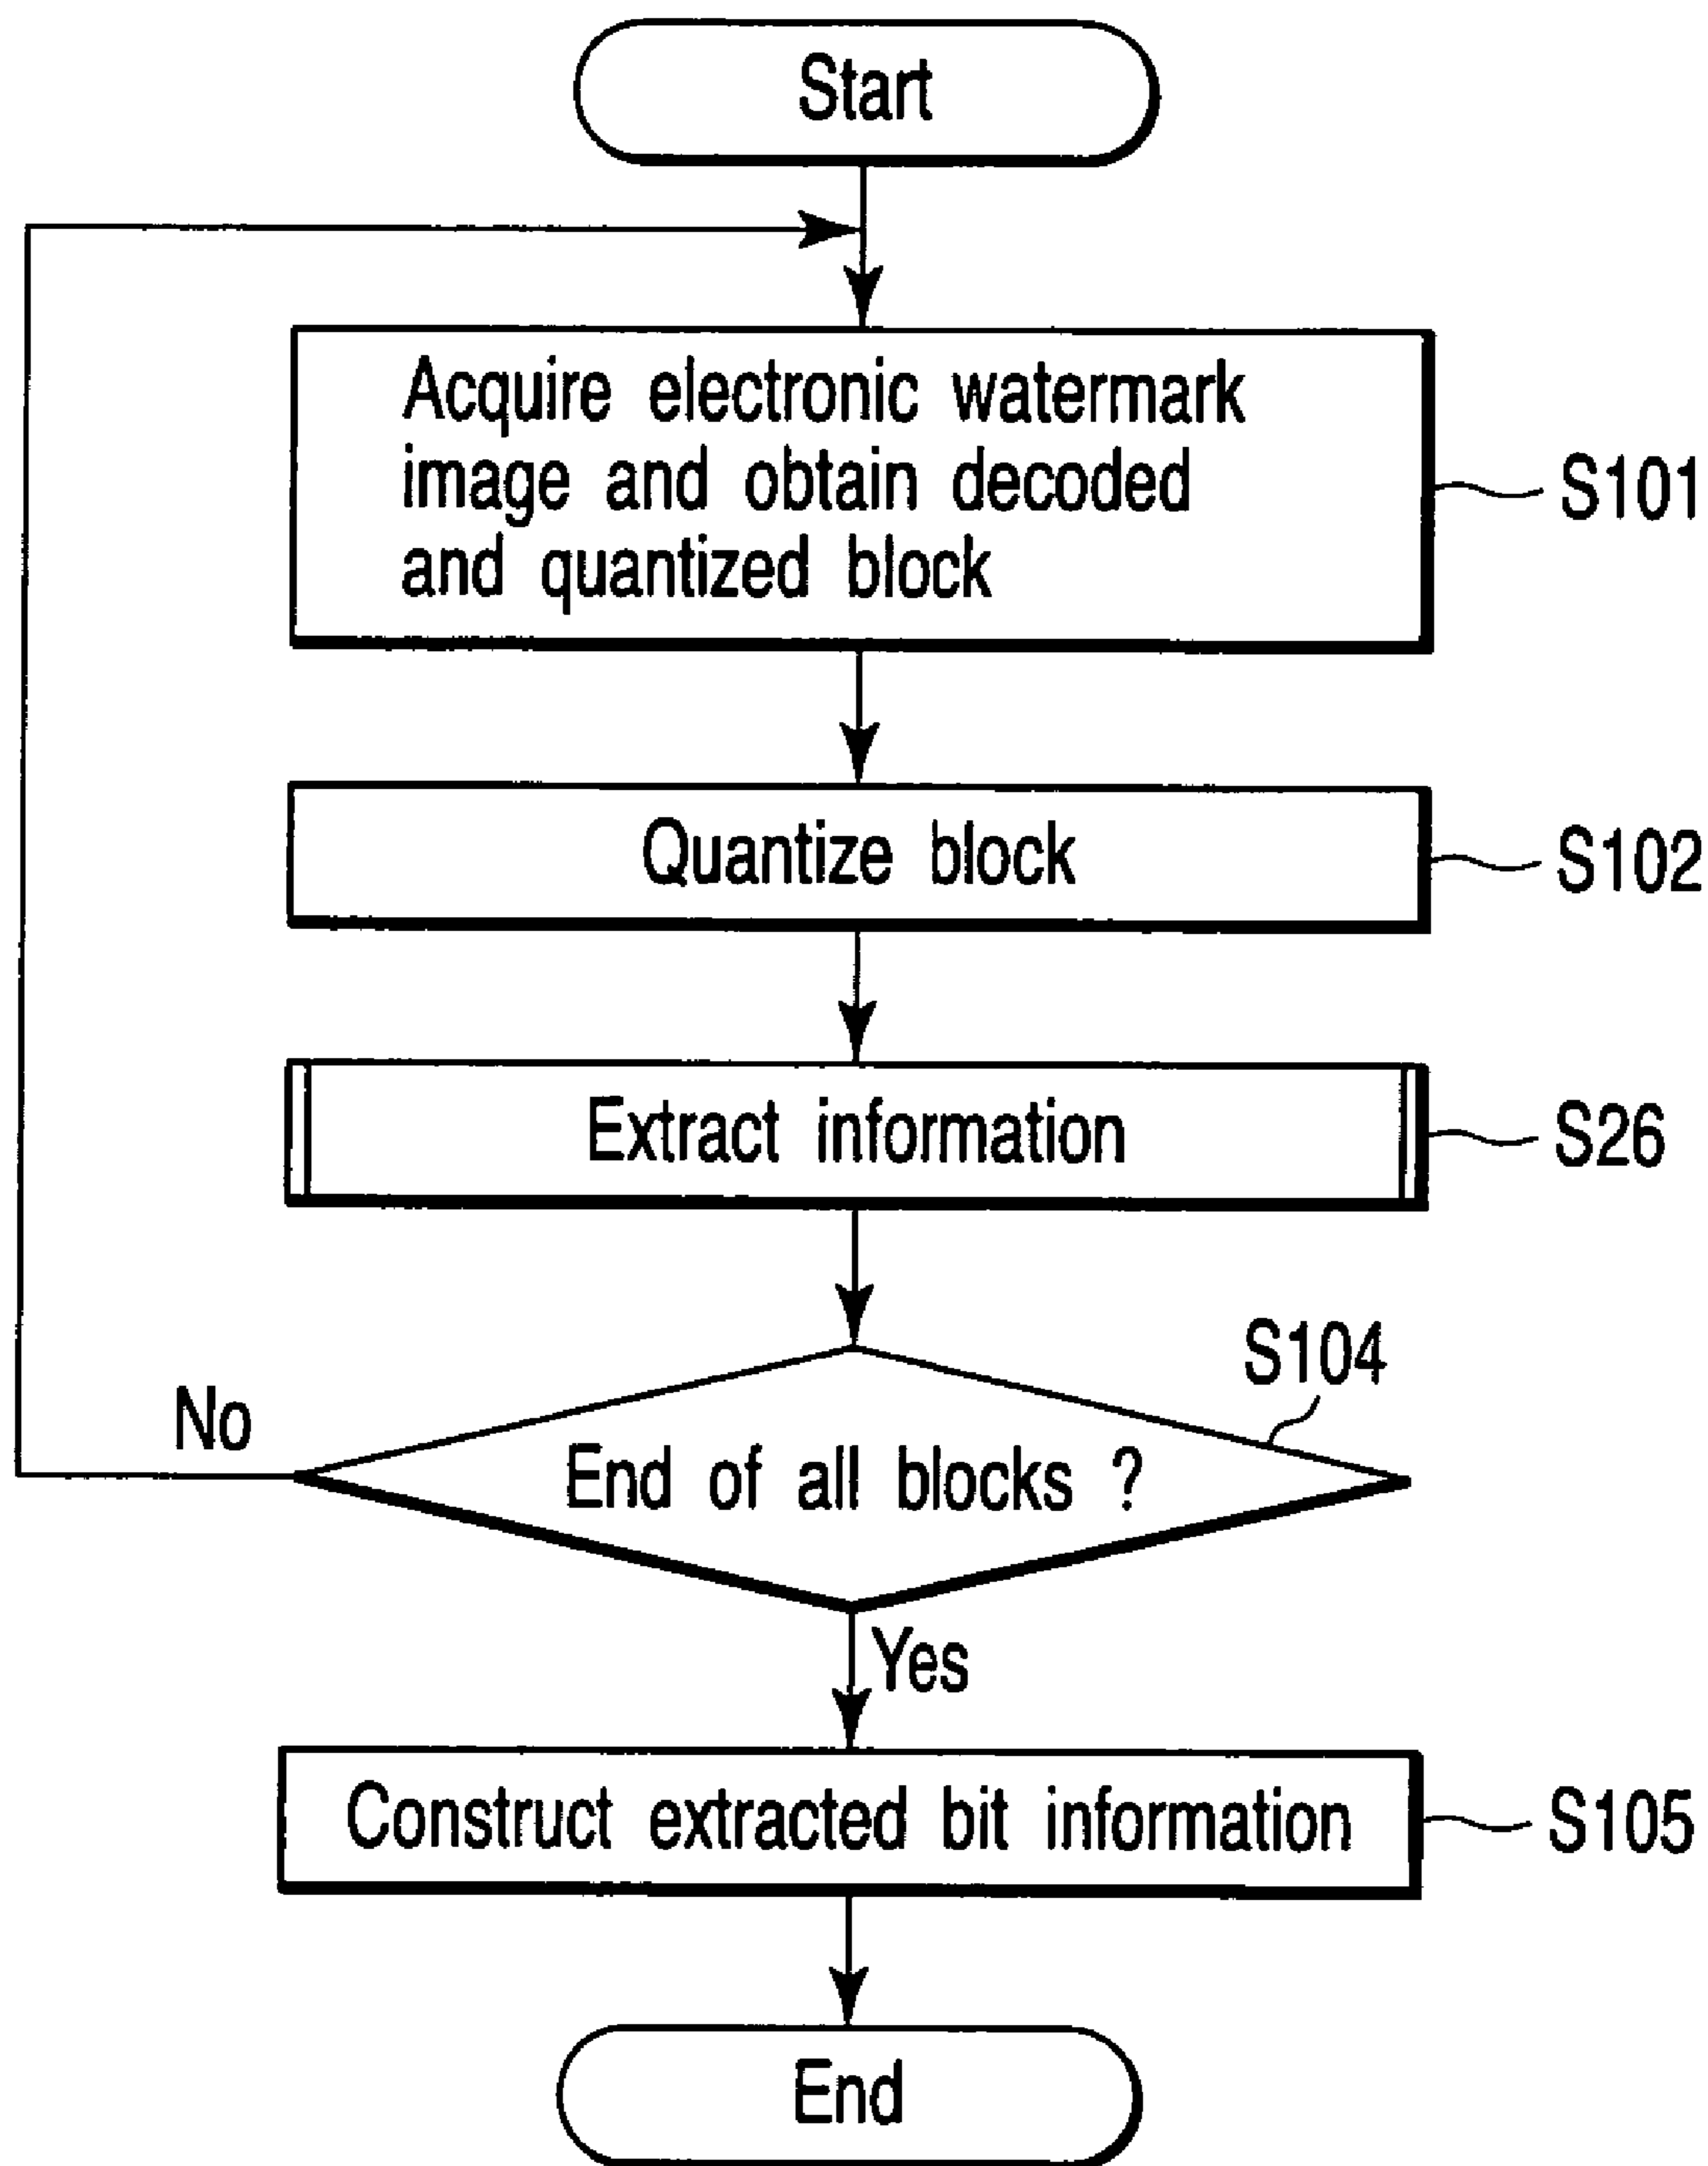 Start
Acquire electronic watermark
image and obtain decoded
and quantized block
S101
Quantize block
S102
Extract information
S26
S104
No
End of all blocks ?
Yes
Construct extracted bit information
S105
End